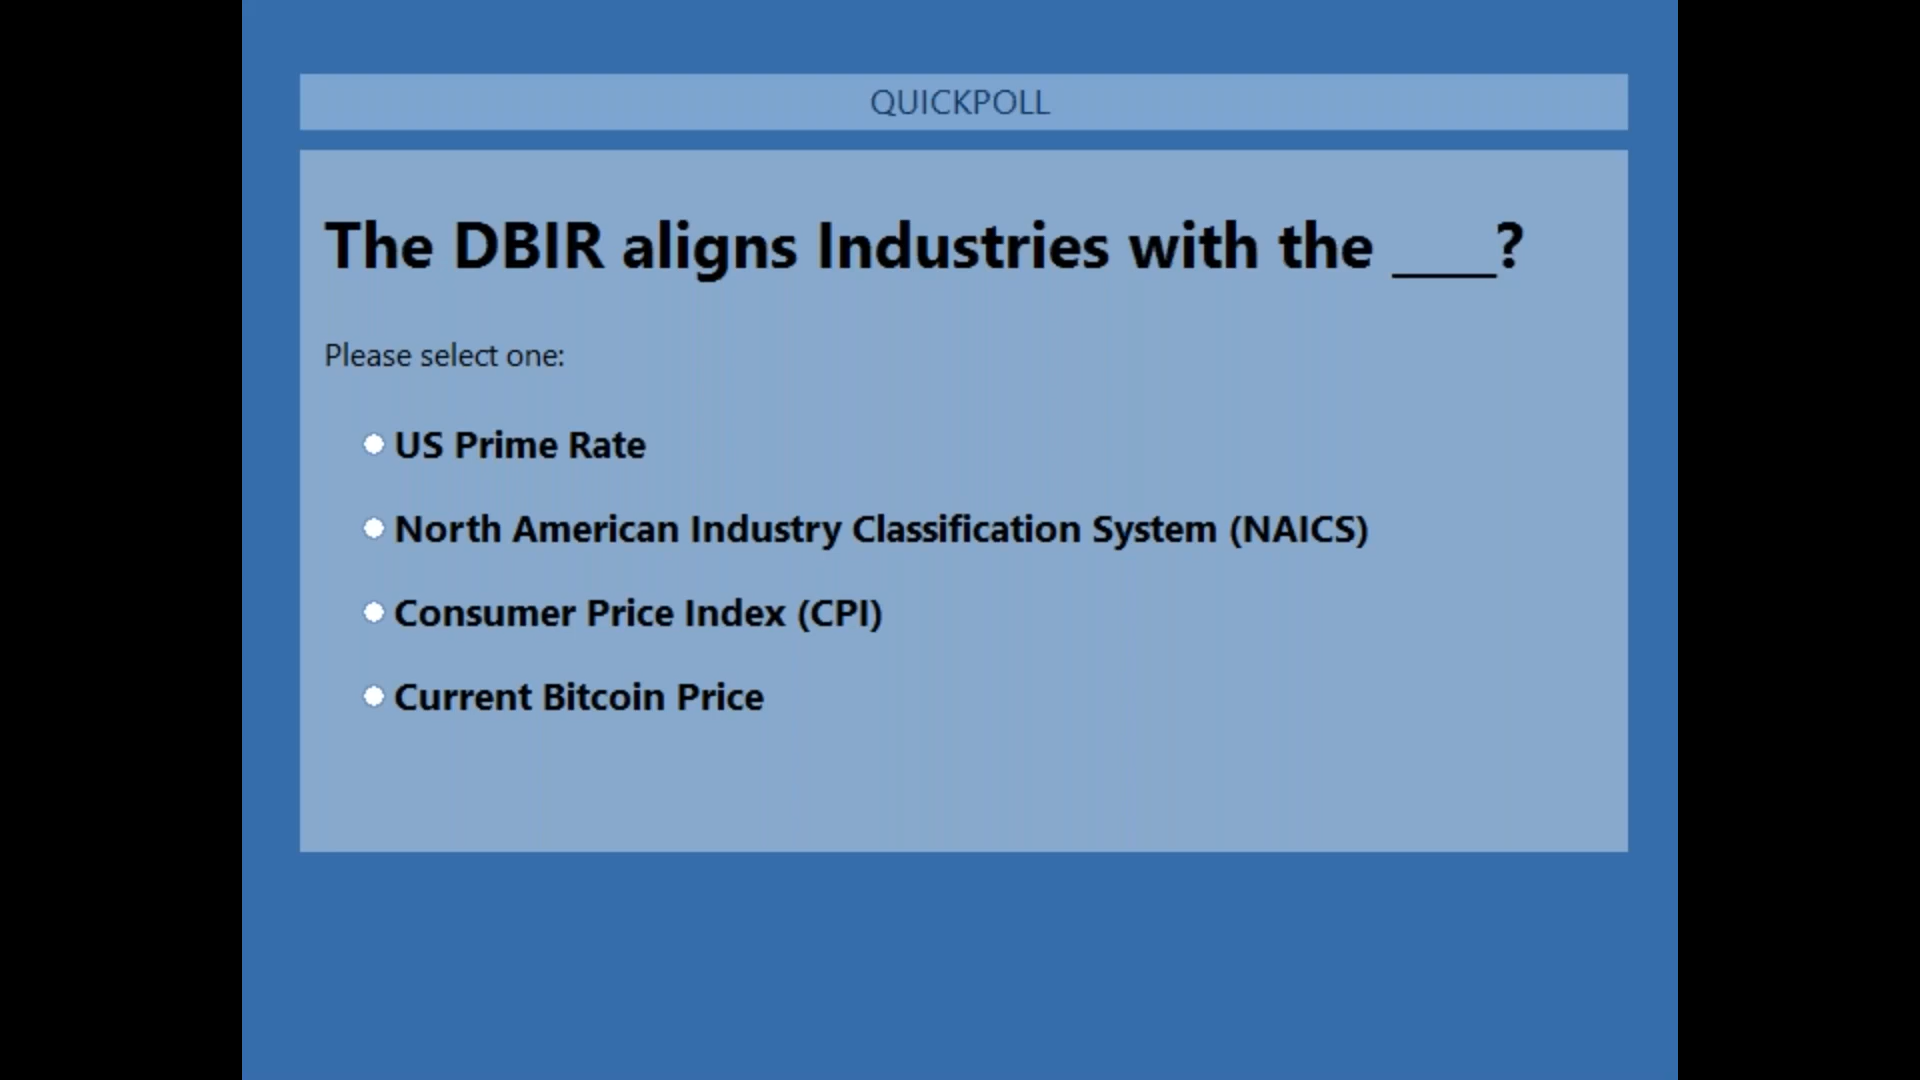 QUICKPOLL
The DBIR aligns Industries with the ____?
Please select one:
US Prime Rate
North American Industry Classification System (NAICS)
Consumer Price Index (CPI)
Current Bitcoin Price